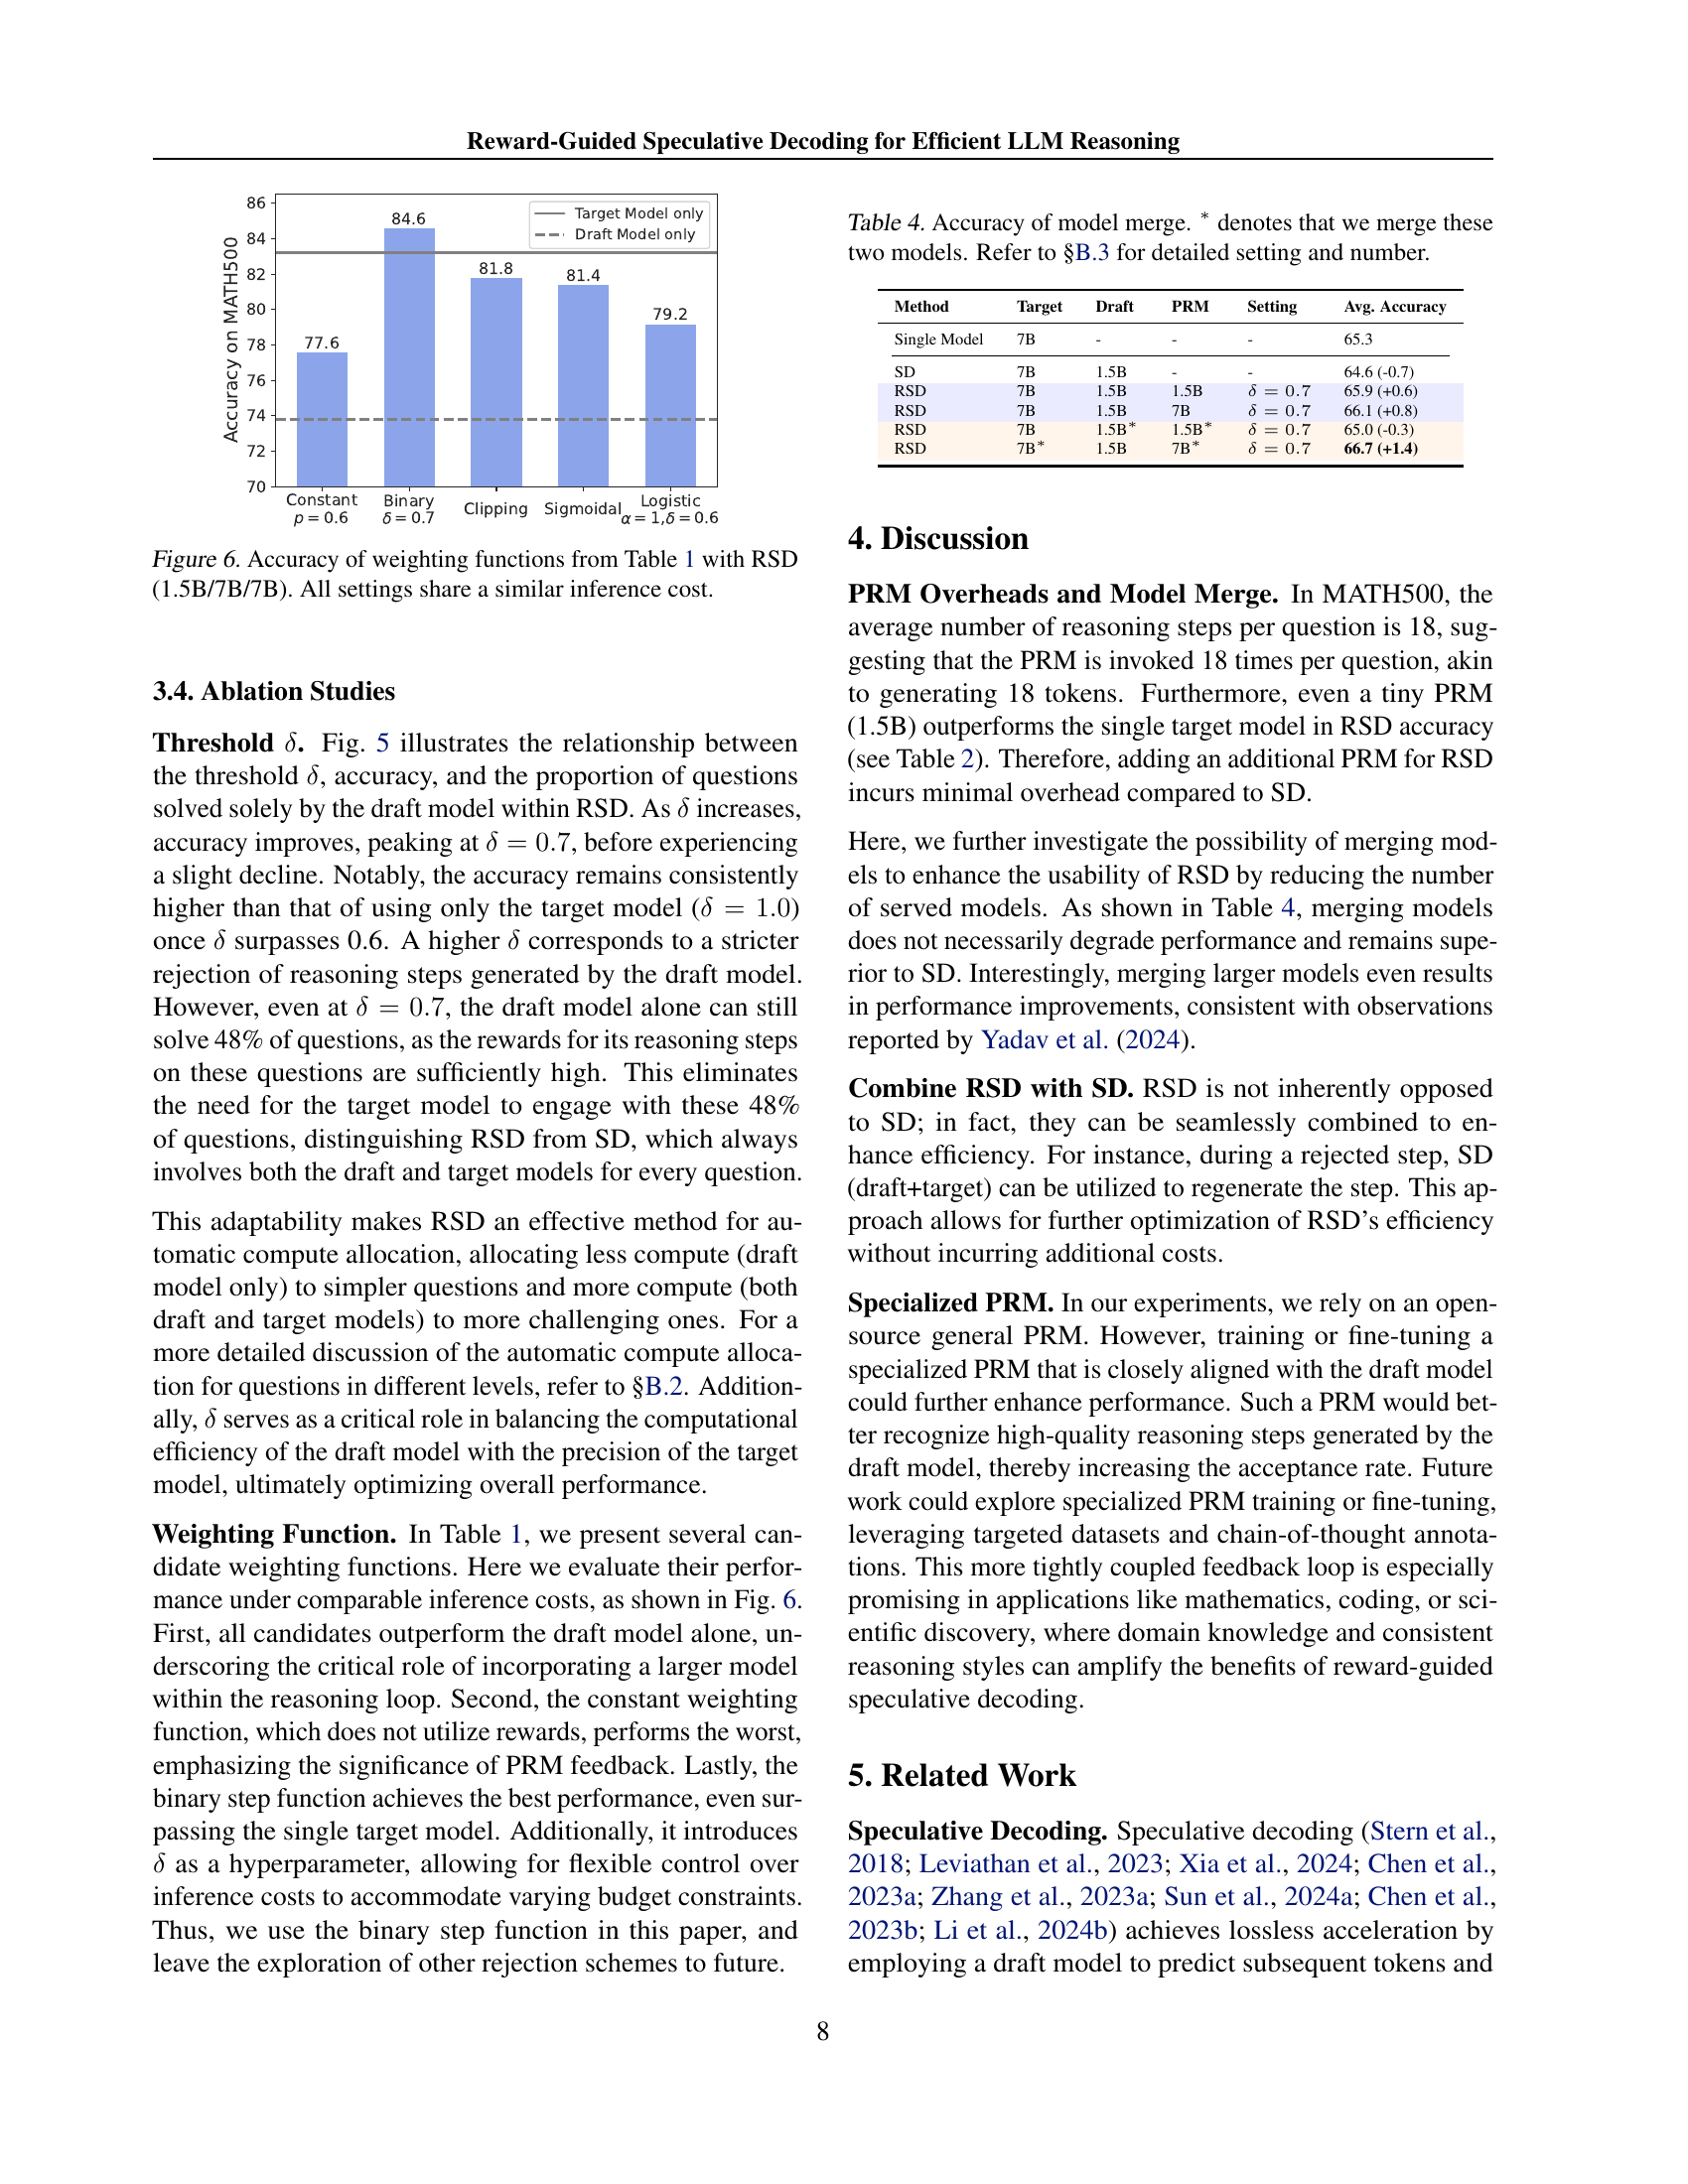 Reward-Guided Speculative Decoding for Efficient LLM Reasoning
86
84
82
80
78
76
74
72
70
Accuracy on MATH500
77.6
84.6
81.8
81.4
79.2
Target Model only
Draft Model only
Constant
p = 0.6
Binary
δ = 0.7
Clipping
Sigmoidal
Logistic
α = 1,δ = 0.6
Figure 6. Accuracy of weighting functions from Table 1 with RSD
(1.5B/7B/7B). All settings share a similar inference cost.
3.4. Ablation Studies
Threshold δ. Fig. 5 illustrates the relationship between
the threshold δ, accuracy, and the proportion of questions
solved solely by the draft model within RSD. As δ increases,
accuracy improves, peaking at δ = 0.7, before experiencing
a slight decline. Notably, the accuracy remains consistently
higher than that of using only the target model (δ = 1.0)
once δ surpasses 0.6. A higher δ corresponds to a stricter
rejection of reasoning steps generated by the draft model.
However, even at δ = 0.7, the draft model alone can still
solve 48% of questions, as the rewards for its reasoning steps
on these questions are sufficiently high. This eliminates
the need for the target model to engage with these 48%
of questions, distinguishing RSD from SD, which always
involves both the draft and target models for every question.
This adaptability makes RSD an effective method for au-
tomatic compute allocation, allocating less compute (draft
model only) to simpler questions and more compute (both
draft and target models) to more challenging ones. For a
more detailed discussion of the automatic compute alloca-
tion for questions in different levels, refer to §B.2. Addition-
ally, δ serves as a critical role in balancing the computational
efficiency of the draft model with the precision of the target
model, ultimately optimizing overall performance.
Weighting Function. In Table 1, we present several can-
didate weighting functions. Here we evaluate their perfor-
mance under comparable inference costs, as shown in Fig. 6.
First, all candidates outperform the draft model alone, un-
derscoring the critical role of incorporating a larger model
within the reasoning loop. Second, the constant weighting
function, which does not utilize rewards, performs the worst,
emphasizing the significance of PRM feedback. Lastly, the
binary step function achieves the best performance, even sur-
passing the single target model. Additionally, it introduces
δ as a hyperparameter, allowing for flexible control over
inference costs to accommodate varying budget constraints.
Thus, we use the binary step function in this paper, and
leave the exploration of other rejection schemes to future.
Table 4. Accuracy of model merge. * denotes that we merge these
two models. Refer to §B.3 for detailed setting and number.
Method Target Draft PRM Setting Avg. Accuracy
Single Model 7B - - - 65.3
SD 7B 1.5B - - 64.6 (-0.7)
RSD 7B 1.5B 1.5B δ = 0.7 65.9 (+0.6)
RSD 7B 1.5B 7B δ = 0.7 66.1 (+0.8)
RSD 7B 1.5B* 1.5B* δ = 0.7 65.0 (-0.3)
RSD 7B* 1.5B 7B* δ = 0.7 66.7 (+1.4)
4. Discussion
PRM Overheads and Model Merge. In MATH500, the
average number of reasoning steps per question is 18, sug-
gesting that the PRM is invoked 18 times per question, akin
to generating 18 tokens. Furthermore, even a tiny PRM
(1.5B) outperforms the single target model in RSD accuracy
(see Table 2). Therefore, adding an additional PRM for RSD
incurs minimal overhead compared to SD.
Here, we further investigate the possibility of merging mod-
els to enhance the usability of RSD by reducing the number
of served models. As shown in Table 4, merging models
does not necessarily degrade performance and remains supe-
rior to SD. Interestingly, merging larger models even results
in performance improvements, consistent with observations
reported by Yadav et al. (2024).
Combine RSD with SD. RSD is not inherently opposed
to SD; in fact, they can be seamlessly combined to en-
hance efficiency. For instance, during a rejected step, SD
(draft+target) can be utilized to regenerate the step. This ap-
proach allows for further optimization of RSD's efficiency
without incurring additional costs.
Specialized PRM. In our experiments, we rely on an open-
source general PRM. However, training or fine-tuning a
specialized PRM that is closely aligned with the draft model
could further enhance performance. Such a PRM would bet-
ter recognize high-quality reasoning steps generated by the
draft model, thereby increasing the acceptance rate. Future
work could explore specialized PRM training or fine-tuning,
leveraging targeted datasets and chain-of-thought annota-
tions. This more tightly coupled feedback loop is especially
promising in applications like mathematics, coding, or sci-
entific discovery, where domain knowledge and consistent
reasoning styles can amplify the benefits of reward-guided
speculative decoding.
5. Related Work
Speculative Decoding. Speculative decoding (Stern et al.,
2018; Leviathan et al., 2023; Xia et al., 2024; Chen et al.,
2023a; Zhang et al., 2023a; Sun et al., 2024a; Chen et al.,
2023b; Li et al., 2024b) achieves lossless acceleration by
employing a draft model to predict subsequent tokens and
8